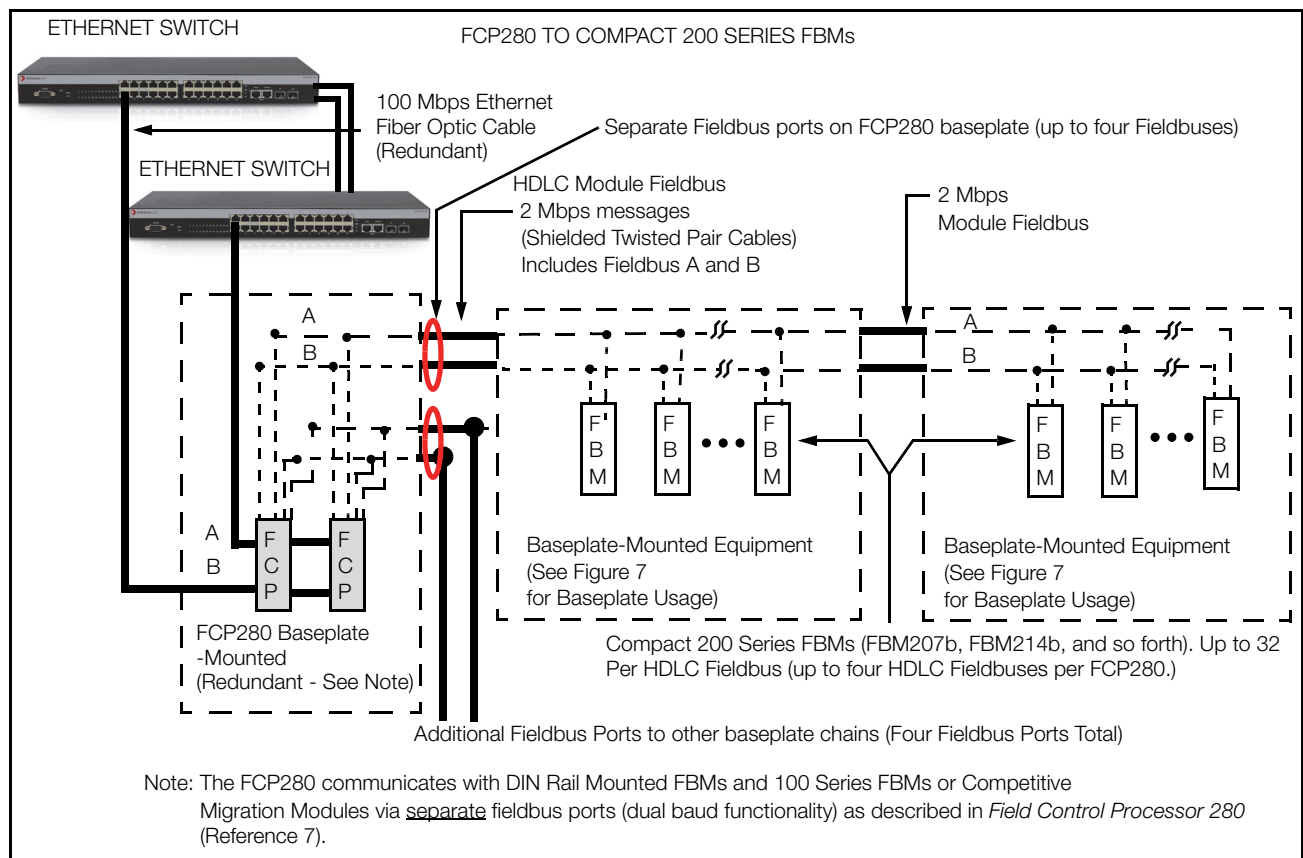 ETHERNET SWITCH
FCP280 TO COMPACT 200 SERIES FBMs
100 Mbps Ethernet
Fiber Optic Cable
(Redundant)
Separate Fieldbus ports on FCP280 baseplate (up to four Fieldbuses)
ETHERNET SWITCH
HDLC Module Fieldbus
2 Mbps messages
(Shielded Twisted Pair Cables)
Includes Fieldbus A and B
2 Mbps
Module Fieldbus
A
B
A
B
F
B
M
F
B
M
F
B
M
F
B
M
F
B
M
F
B
M
A
B
F
C
P
F
C
P
Baseplate-Mounted Equipment
(See Figure 7
for Baseplate Usage)
Baseplate-Mounted Equipment
(See Figure 7
for Baseplate Usage)
FCP280 Baseplate
-Mounted
(Redundant - See Note)
Compact 200 Series FBMs (FBM207b, FBM214b, and so forth). Up to 32
Per HDLC Fieldbus (up to four HDLC Fieldbuses per FCP280.)
Additional Fieldbus Ports to other baseplate chains (Four Fieldbus Ports Total)
Note: The FCP280 communicates with DIN Rail Mounted FBMs and 100 Series FBMs or Competitive
Migration Modules via separate fieldbus ports (dual baud functionality) as described in Field Control Processor 280
(Reference 7).